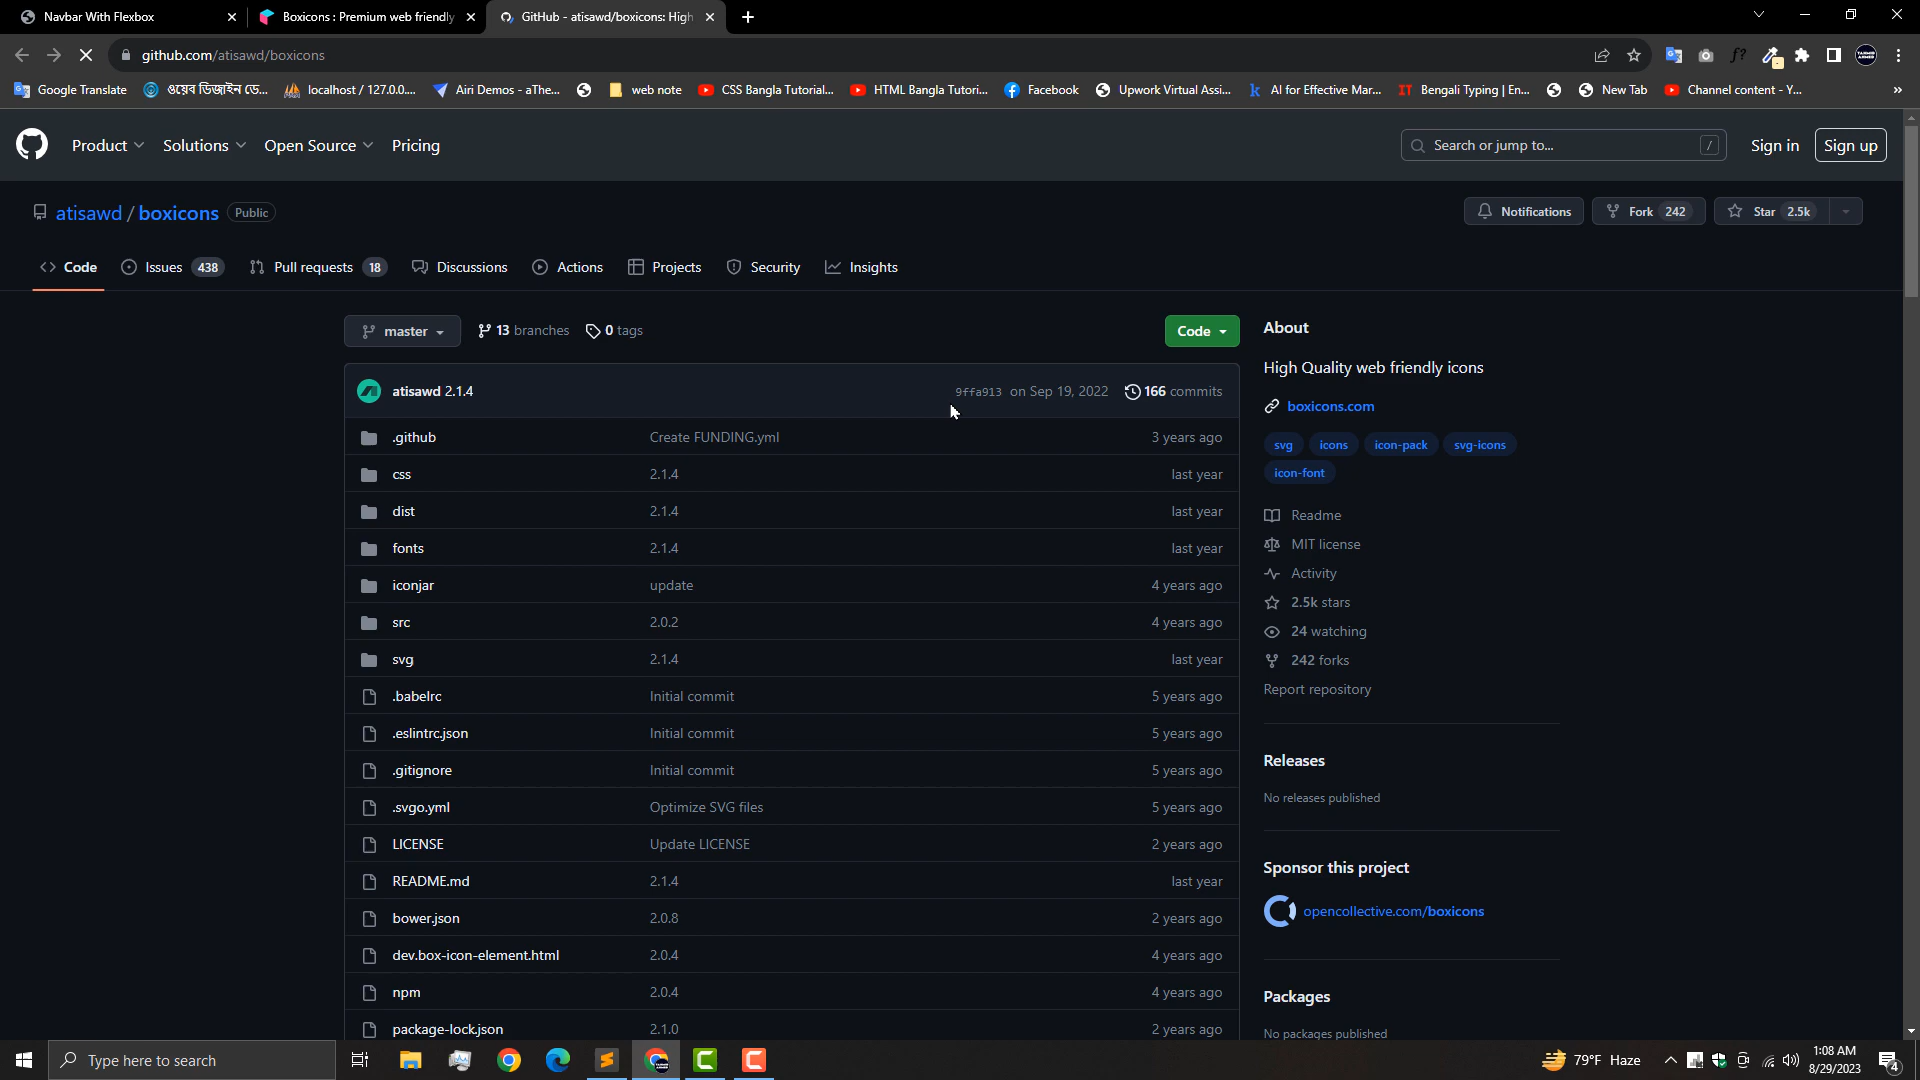 Navbar With Flexbox
Boxicons : Premium web friendly
GitHub - atisawd/boxicons: High
github.com/atisawd/boxicons
Google Translate
ওয়েব ডিজাইন ডে...
localhost / 127.0.0....
Airi Demos - aThe...
web note
CSS Bangla Tutorial...
HTML Bangla Tutori...
Facebook
Upwork Virtual Assi...
AI for Effective Mar...
Bengali Typing | En...
New Tab
Channel content - Y...
Product
Solutions
Open Source
Pricing
Search or jump to...
/
Sign in
Sign up
atisawd / boxicons Public
Notifications
Fork 242
Star 2.5k
Code
Issues 438
Pull requests 18
Discussions
Actions
Projects
Security
Insights
master
13 branches
0 tags
Code
atisawd 2.1.4 9ffa913 on Sep 19, 2022 166 commits
.github Create FUNDING.yml 3 years ago
css 2.1.4 last year
dist 2.1.4 last year
fonts 2.1.4 last year
iconjar update 4 years ago
src 2.0.2 4 years ago
svg 2.1.4 last year
.babelrc Initial commit 5 years ago
.eslintrc.json Initial commit 5 years ago
.gitignore Initial commit 5 years ago
.svgo.yml Optimize SVG files 5 years ago
LICENSE Update LICENSE 2 years ago
README.md 2.1.4 last year
bower.json 2.0.8 2 years ago
dev.box-icon-element.html 2.0.4 4 years ago
npm 2.0.4 4 years ago
package-lock.json 2.1.0 2 years ago
About
High Quality web friendly icons
boxicons.com
svg icons icon-pack svg-icons
icon-font
Readme
MIT license
Activity
2.5k stars
24 watching
242 forks
Report repository
Releases
No releases published
Sponsor this project
opencollective.com/boxicons
Packages
No packages published
Type here to search
79°F Haze
1:08 AM
8/29/2023
4